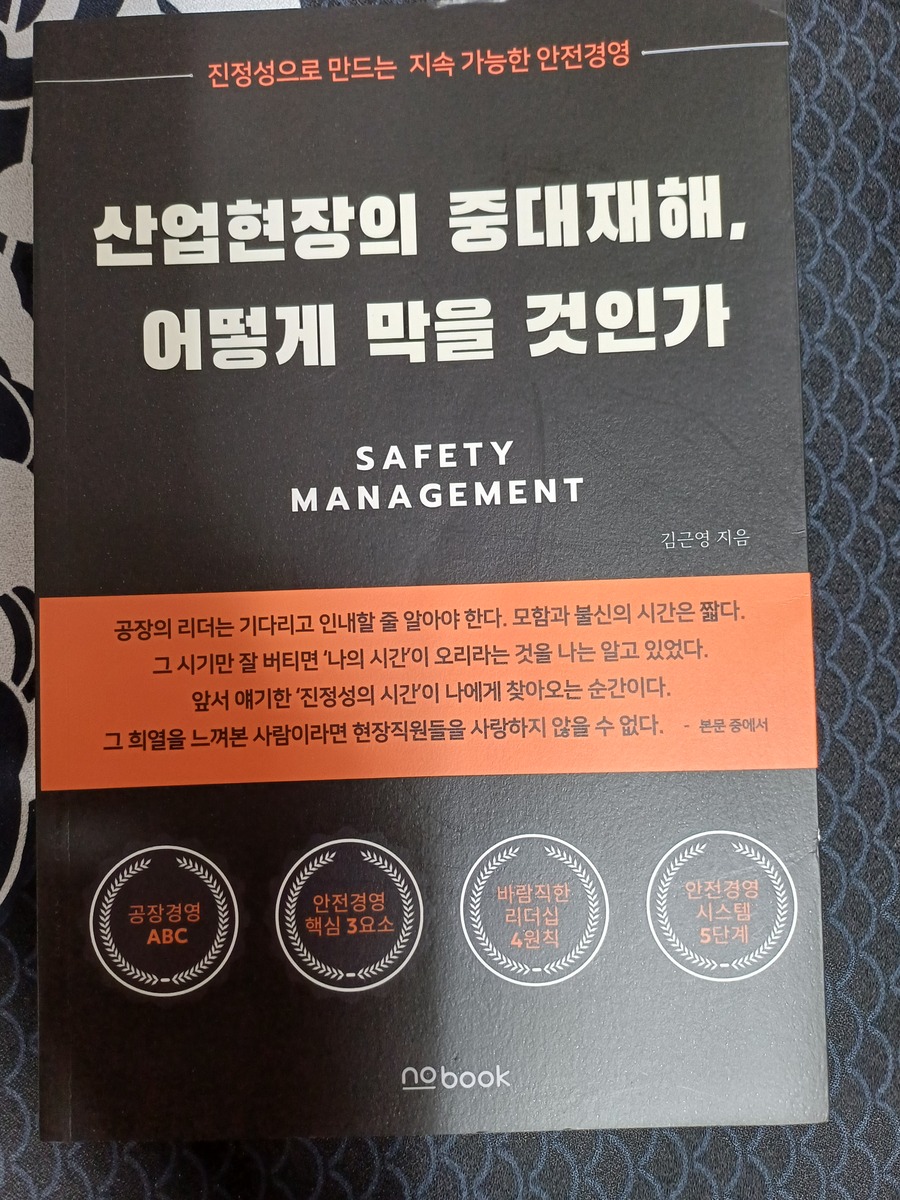 진정성으로 만드는 지속 가능한 안전경영
산업현장의 중대재해,
어떻게 막을 것인가
SAFETY
MANAGEMENT
김근영 지음
공장의 리더는 기다리고 인내할 줄 알아야 한다. 모함과 불신의 시간은 짧다.
그 시기만 잘 버티면 '나의 시간'이 오리라는 것을 나는 알고 있었다.
앞서 얘기한 '진정성의 시간'이 나에게 찾아오는 순간이다.
그 희열을 느껴본 사람이라면 현장직원들을 사랑하지 않을 수 없다. - 본문 중에서
공장경영
ABC
안전경영
핵심 3요소
바람직한
리더십
4원칙
안전경영
시스템
5단계
nobook